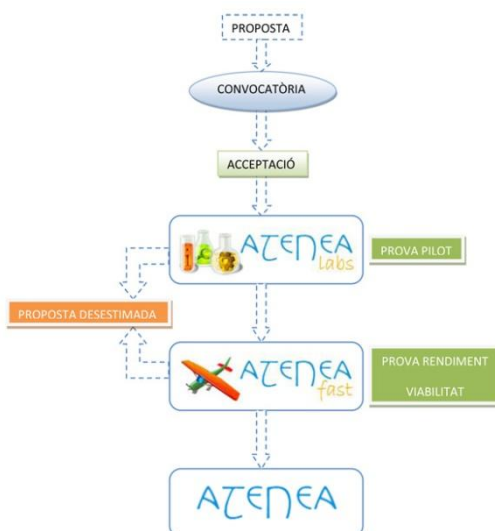 PROPOSTA
CONVOCATÒRIA
ACCEPTACIÓ
ATENEA
labs
PROVA PILOT
PROPOSTA DESESTIMADA
ATENEA
fast
PROVA RENDIMENT
VIABILITAT
ATENEA